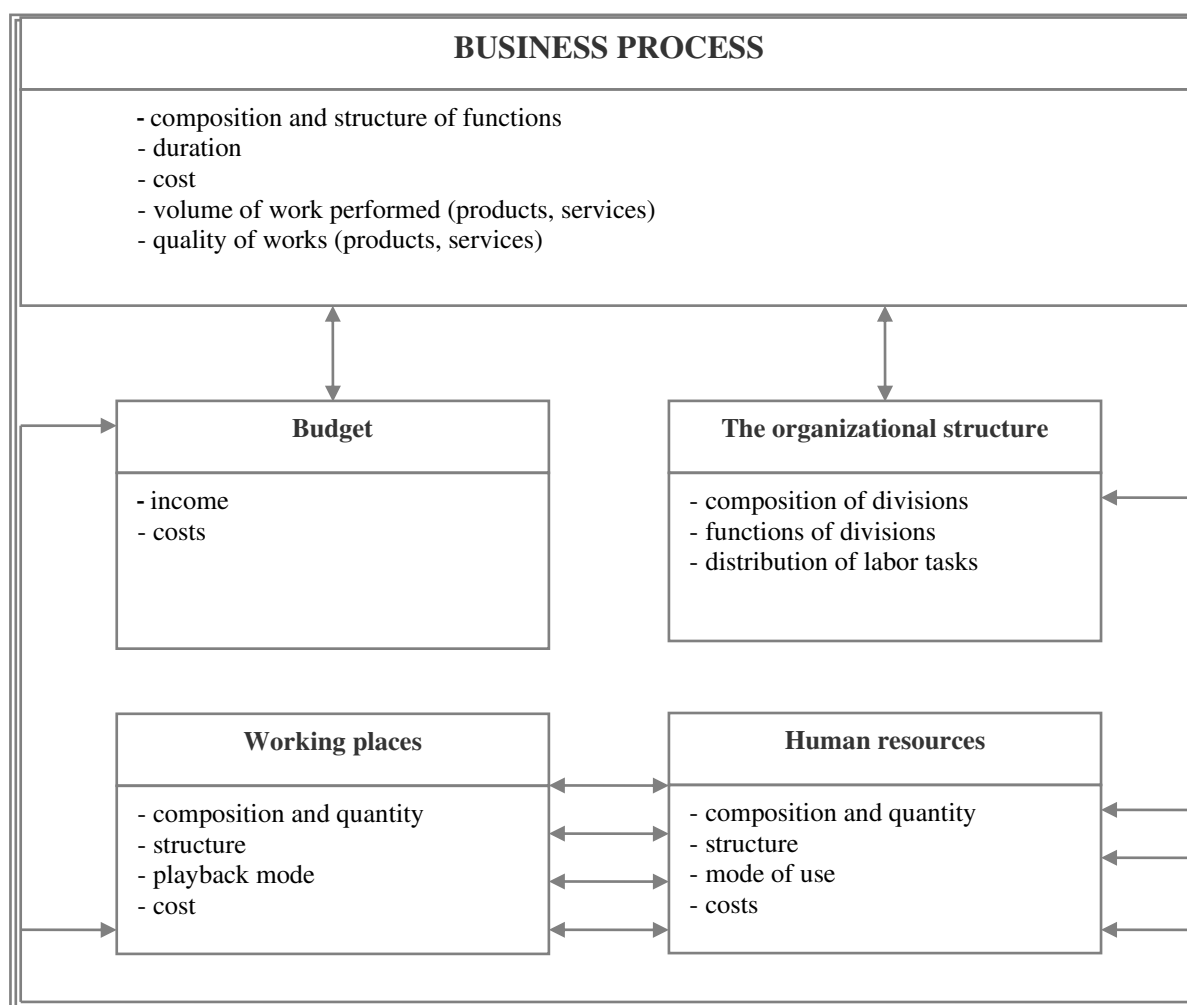 BUSINESS PROCESS
- composition and structure of functions
- duration
- cost
- volume of work performed (products, services)
- quality of works (products, services)
Budget
- income
- costs
The organizational structure
- composition of divisions
- functions of divisions
- distribution of labor tasks
Working places
- composition and quantity
- structure
- playback mode
- cost
Human resources
- composition and quantity
- structure
- mode of use
- costs